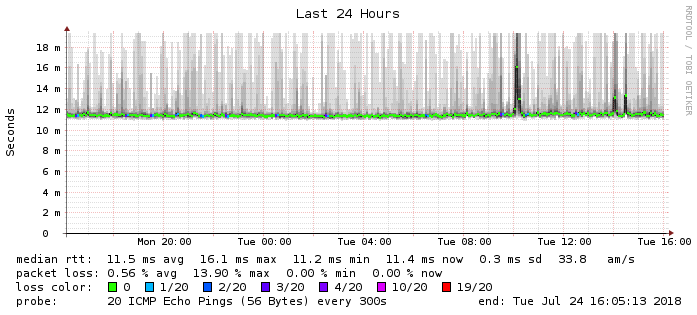 Last 24 Hours
RRDTOOL / TOBI OETIKER
Seconds
18 m
16 m
14 m
12 m
10 m
8 m
6 m
4 m
2 m
0
Mon 20:00 Tue 00:00 Tue 04:00 Tue 08:00 Tue 12:00 Tue 16:00
median rtt: 11.5 ms avg 16.1 ms max 11.2 ms min 11.4 ms now 0.3 ms sd 33.8 am/s
packet loss: 0.56 % avg 13.90 % max 0.00 % min 0.00 % now
loss color: 0 1/20 2/20 3/20 4/20 10/20 19/20
probe: 20 ICMP Echo Pings (56 Bytes) every 300s end: Tue Jul 24 16:05:13 2018